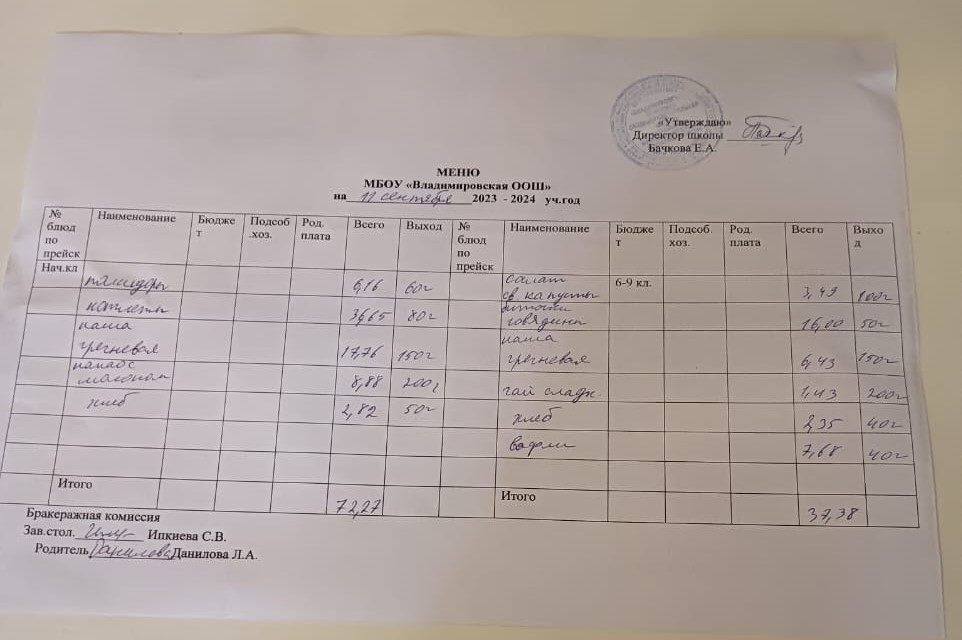 «Утверждаю»
Директор школы
Бачкова Е.А.
МЕНЮ
МБОУ «Владимировская ООШ»
на 11 сентября 2023 - 2024 уч.год
№ блюд по прейск Наименование Бюджет Подсоб.хоз. Род. плата Всего Выход № блюд по прейск Наименование Бюджет Подсоб. хоз. Род. плата Всего Выход
Нач.кл помидоры 6,16 60г салат св капусты 6-9 кл. 3,49 100г
котлеты 36,65 80г биточки говядины 16,00 50г
каша гречневая 17,76 150г каша гречневая 6,43 150г
какао с молоком 8,88 200г чай сладк. 1,43 200г
хлеб 2,82 50г хлеб 2,35 40г
вафли 7,68 40г
Итого 72,27 Итого 37,38
Бракеражная комиссия
Зав.стол. Ипкиева С.В.
Родитель Данилова Данилова Л.А.